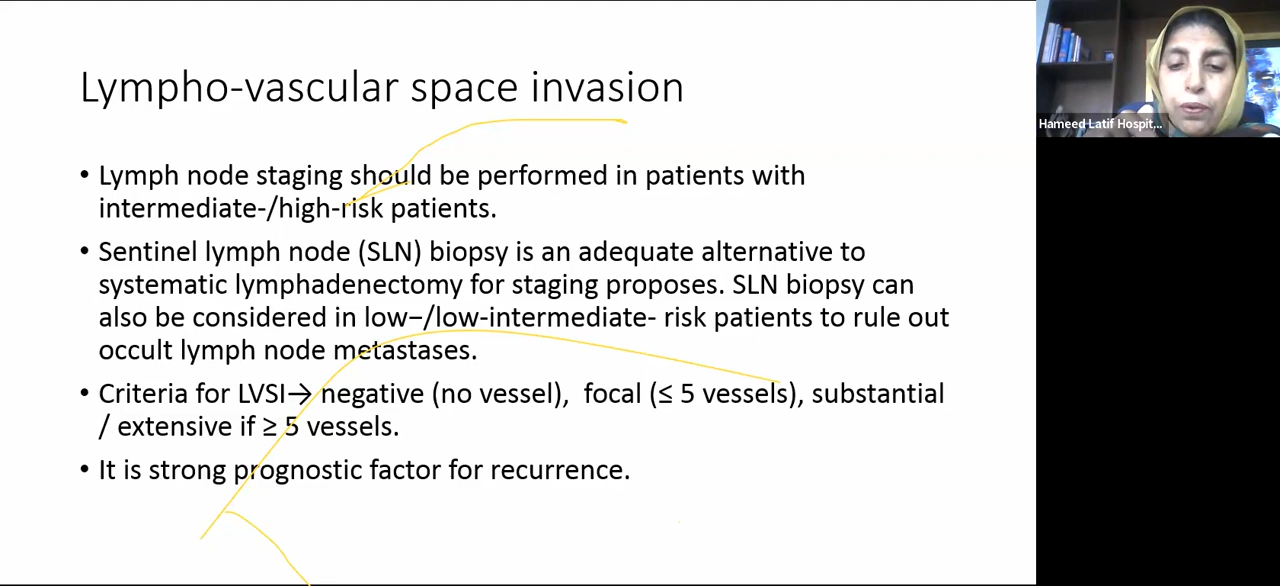 Lympho-vascular space invasion
• Lymph node staging should be performed in patients with
intermediate-/high-risk patients.
• Sentinel lymph node (SLN) biopsy is an adequate alternative to
systematic lymphadenectomy for staging proposes. SLN biopsy can
also be considered in low−/low-intermediate- risk patients to rule out
occult lymph node metastases.
• Criteria for LVSI→ negative (no vessel),  focal (≤ 5 vessels), substantial
/ extensive if ≥ 5 vessels.
• It is strong prognostic factor for recurrence.
Hameed Latif Hospit...